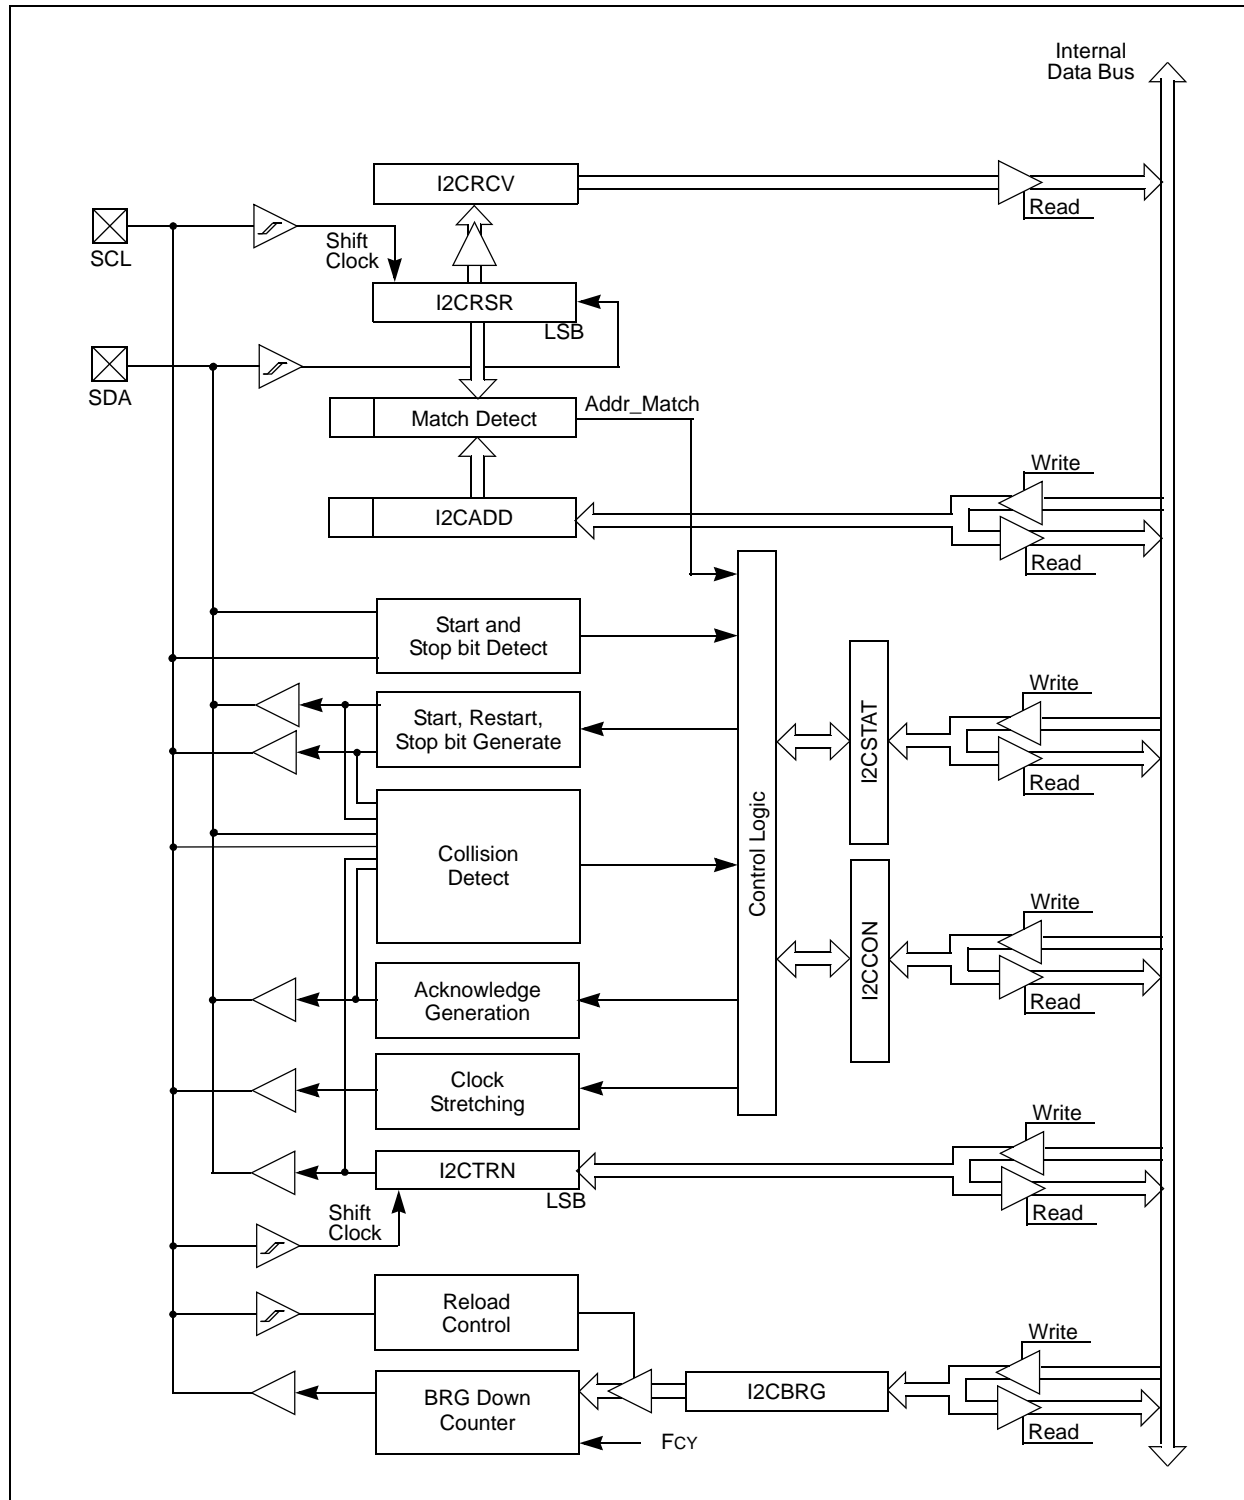 Internal
Data Bus
I2CRCV
Read
SCL
Shift
Clock
I2CRSR
LSB
SDA
Match Detect
Addr_Match
Write
I2CADD
Read
Start and
Stop bit Detect
Start, Restart,
Stop bit Generate
Write
I2CSTAT
Read
Collision
Detect
Control Logic
Write
I2CCON
Read
Acknowledge
Generation
Clock
Stretching
Write
I2CTRN
LSB
Read
Shift
Clock
Reload
Control
Write
I2CBRG
BRG Down
Counter
Read
FCY